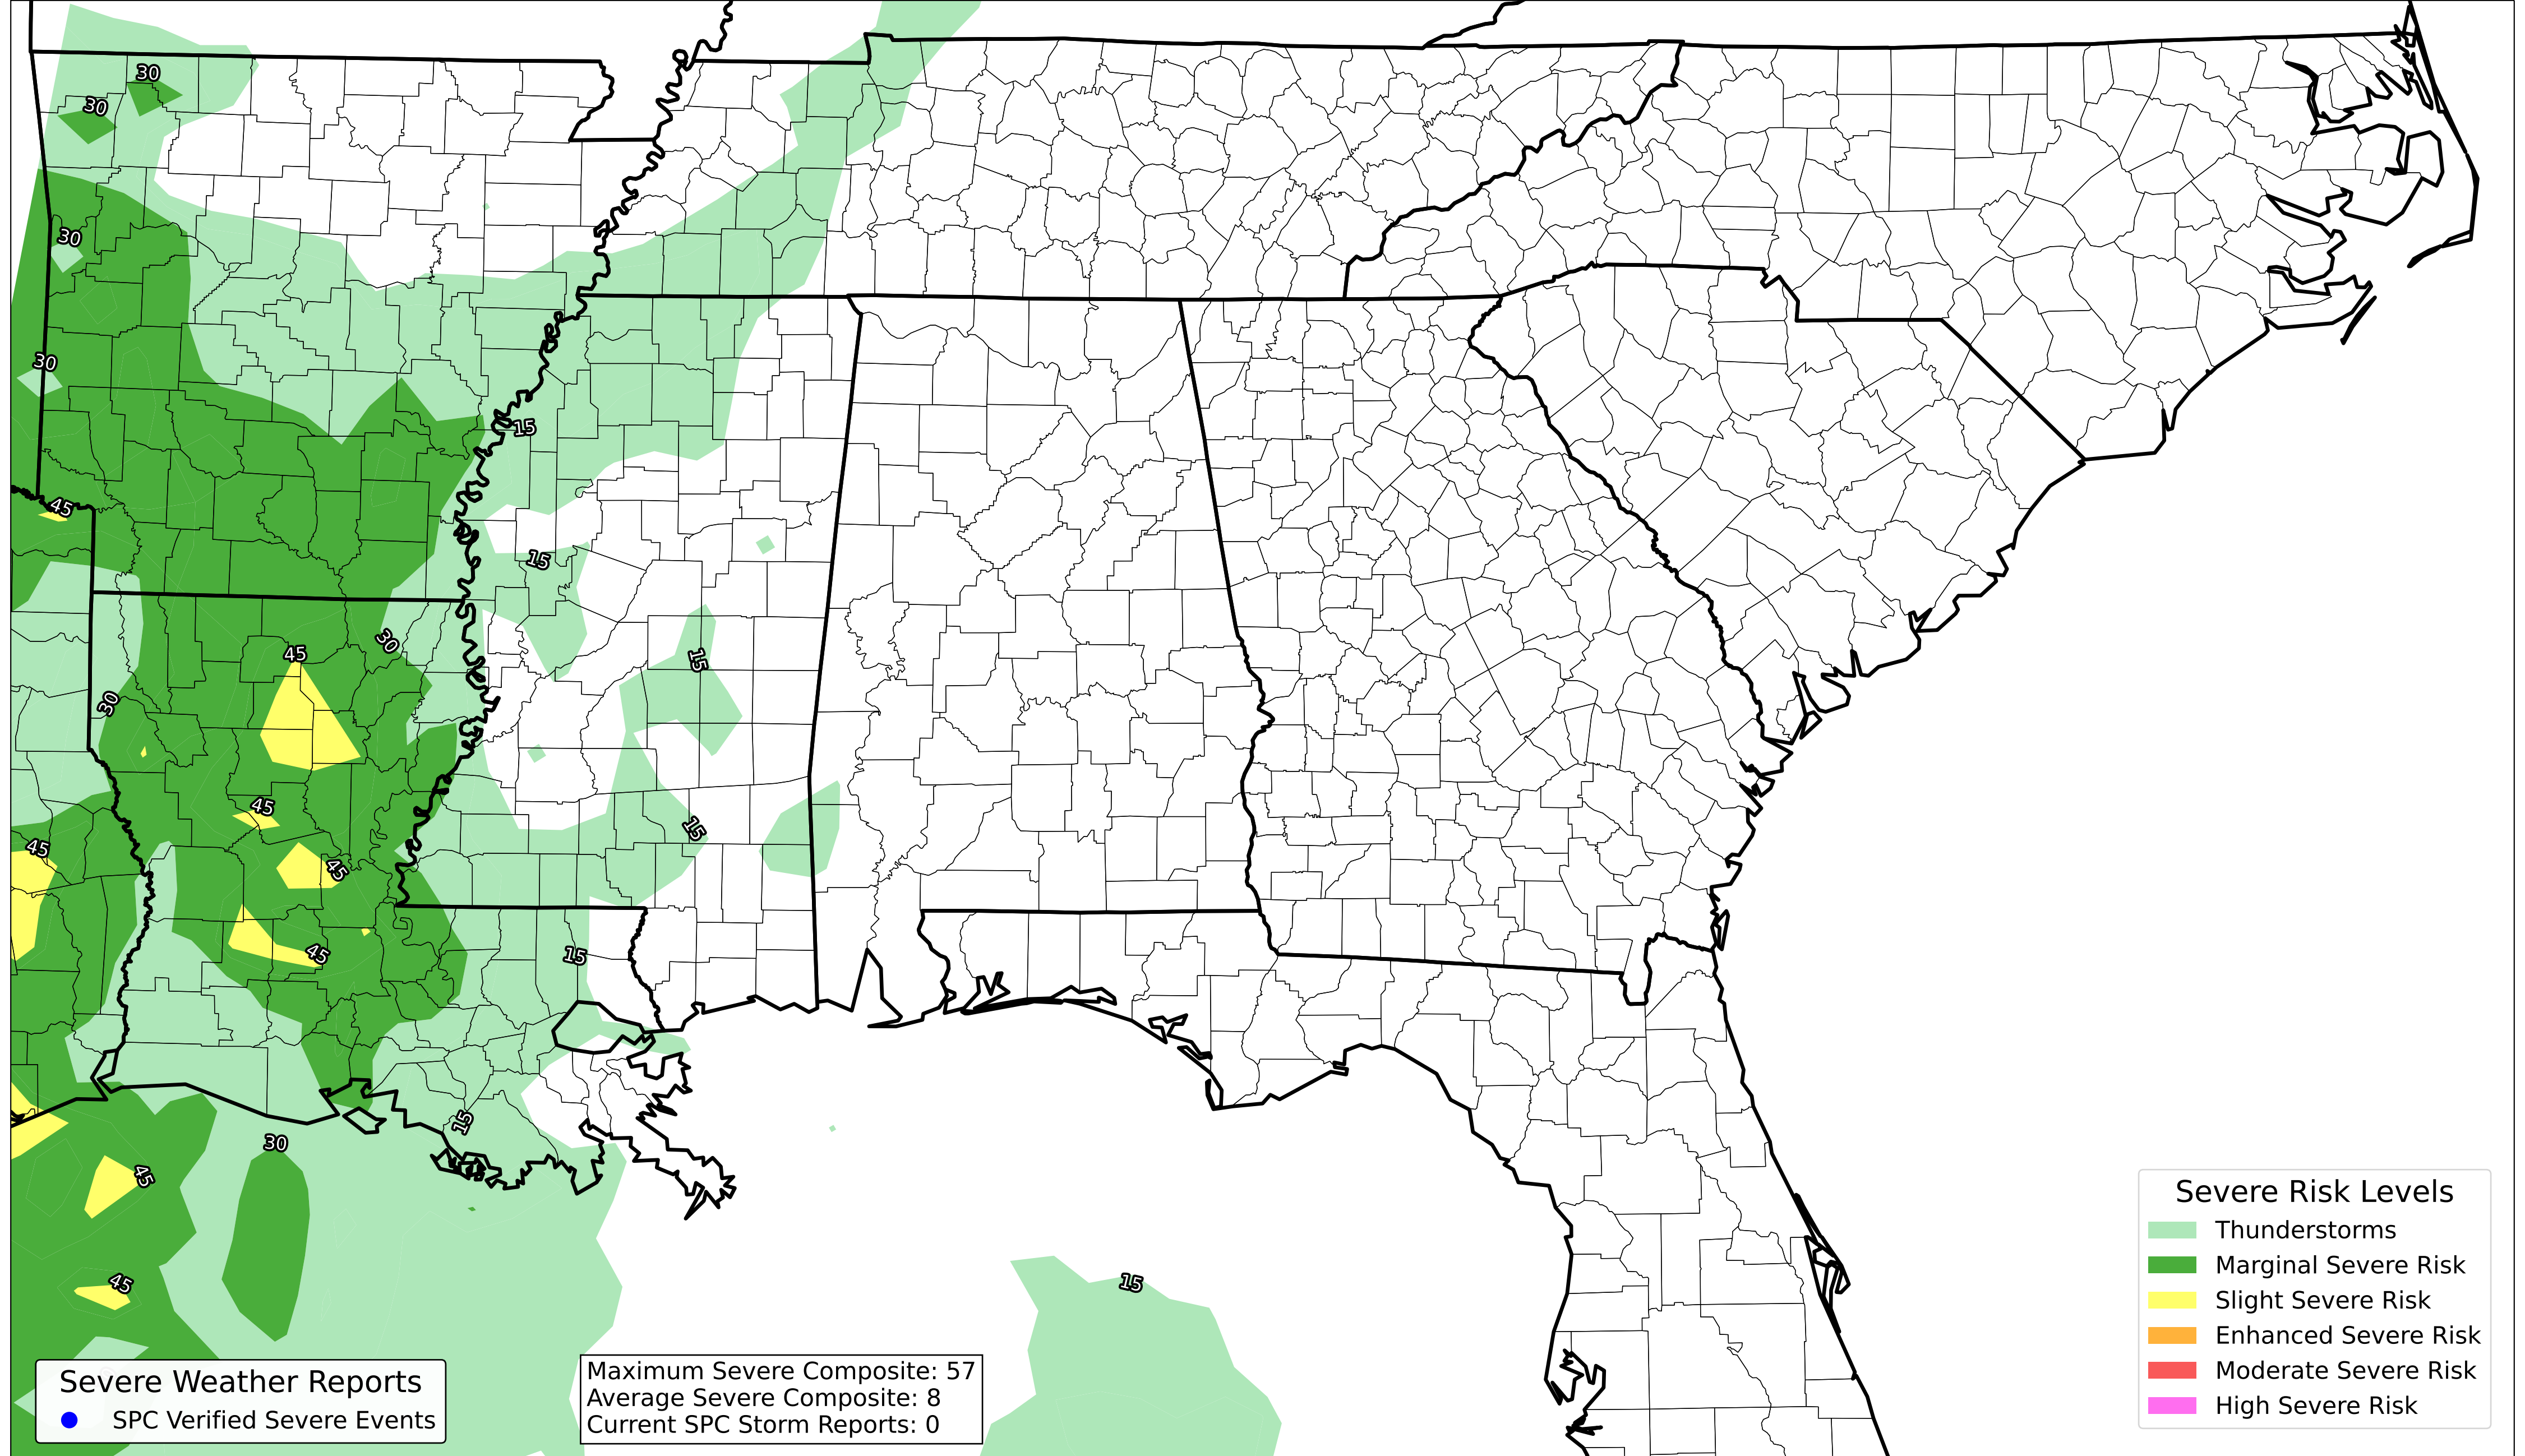 30
30
30
30
15
45
15
30
45
15
30
45
15
45
45
45
15
45
15
30
45
45
15
Severe Risk Levels
Thunderstorms
Marginal Severe Risk
Slight Severe Risk
Enhanced Severe Risk
Moderate Severe Risk
High Severe Risk
Severe Weather Reports
SPC Verified Severe Events
Maximum Severe Composite: 57
Average Severe Composite: 8
Current SPC Storm Reports: 0